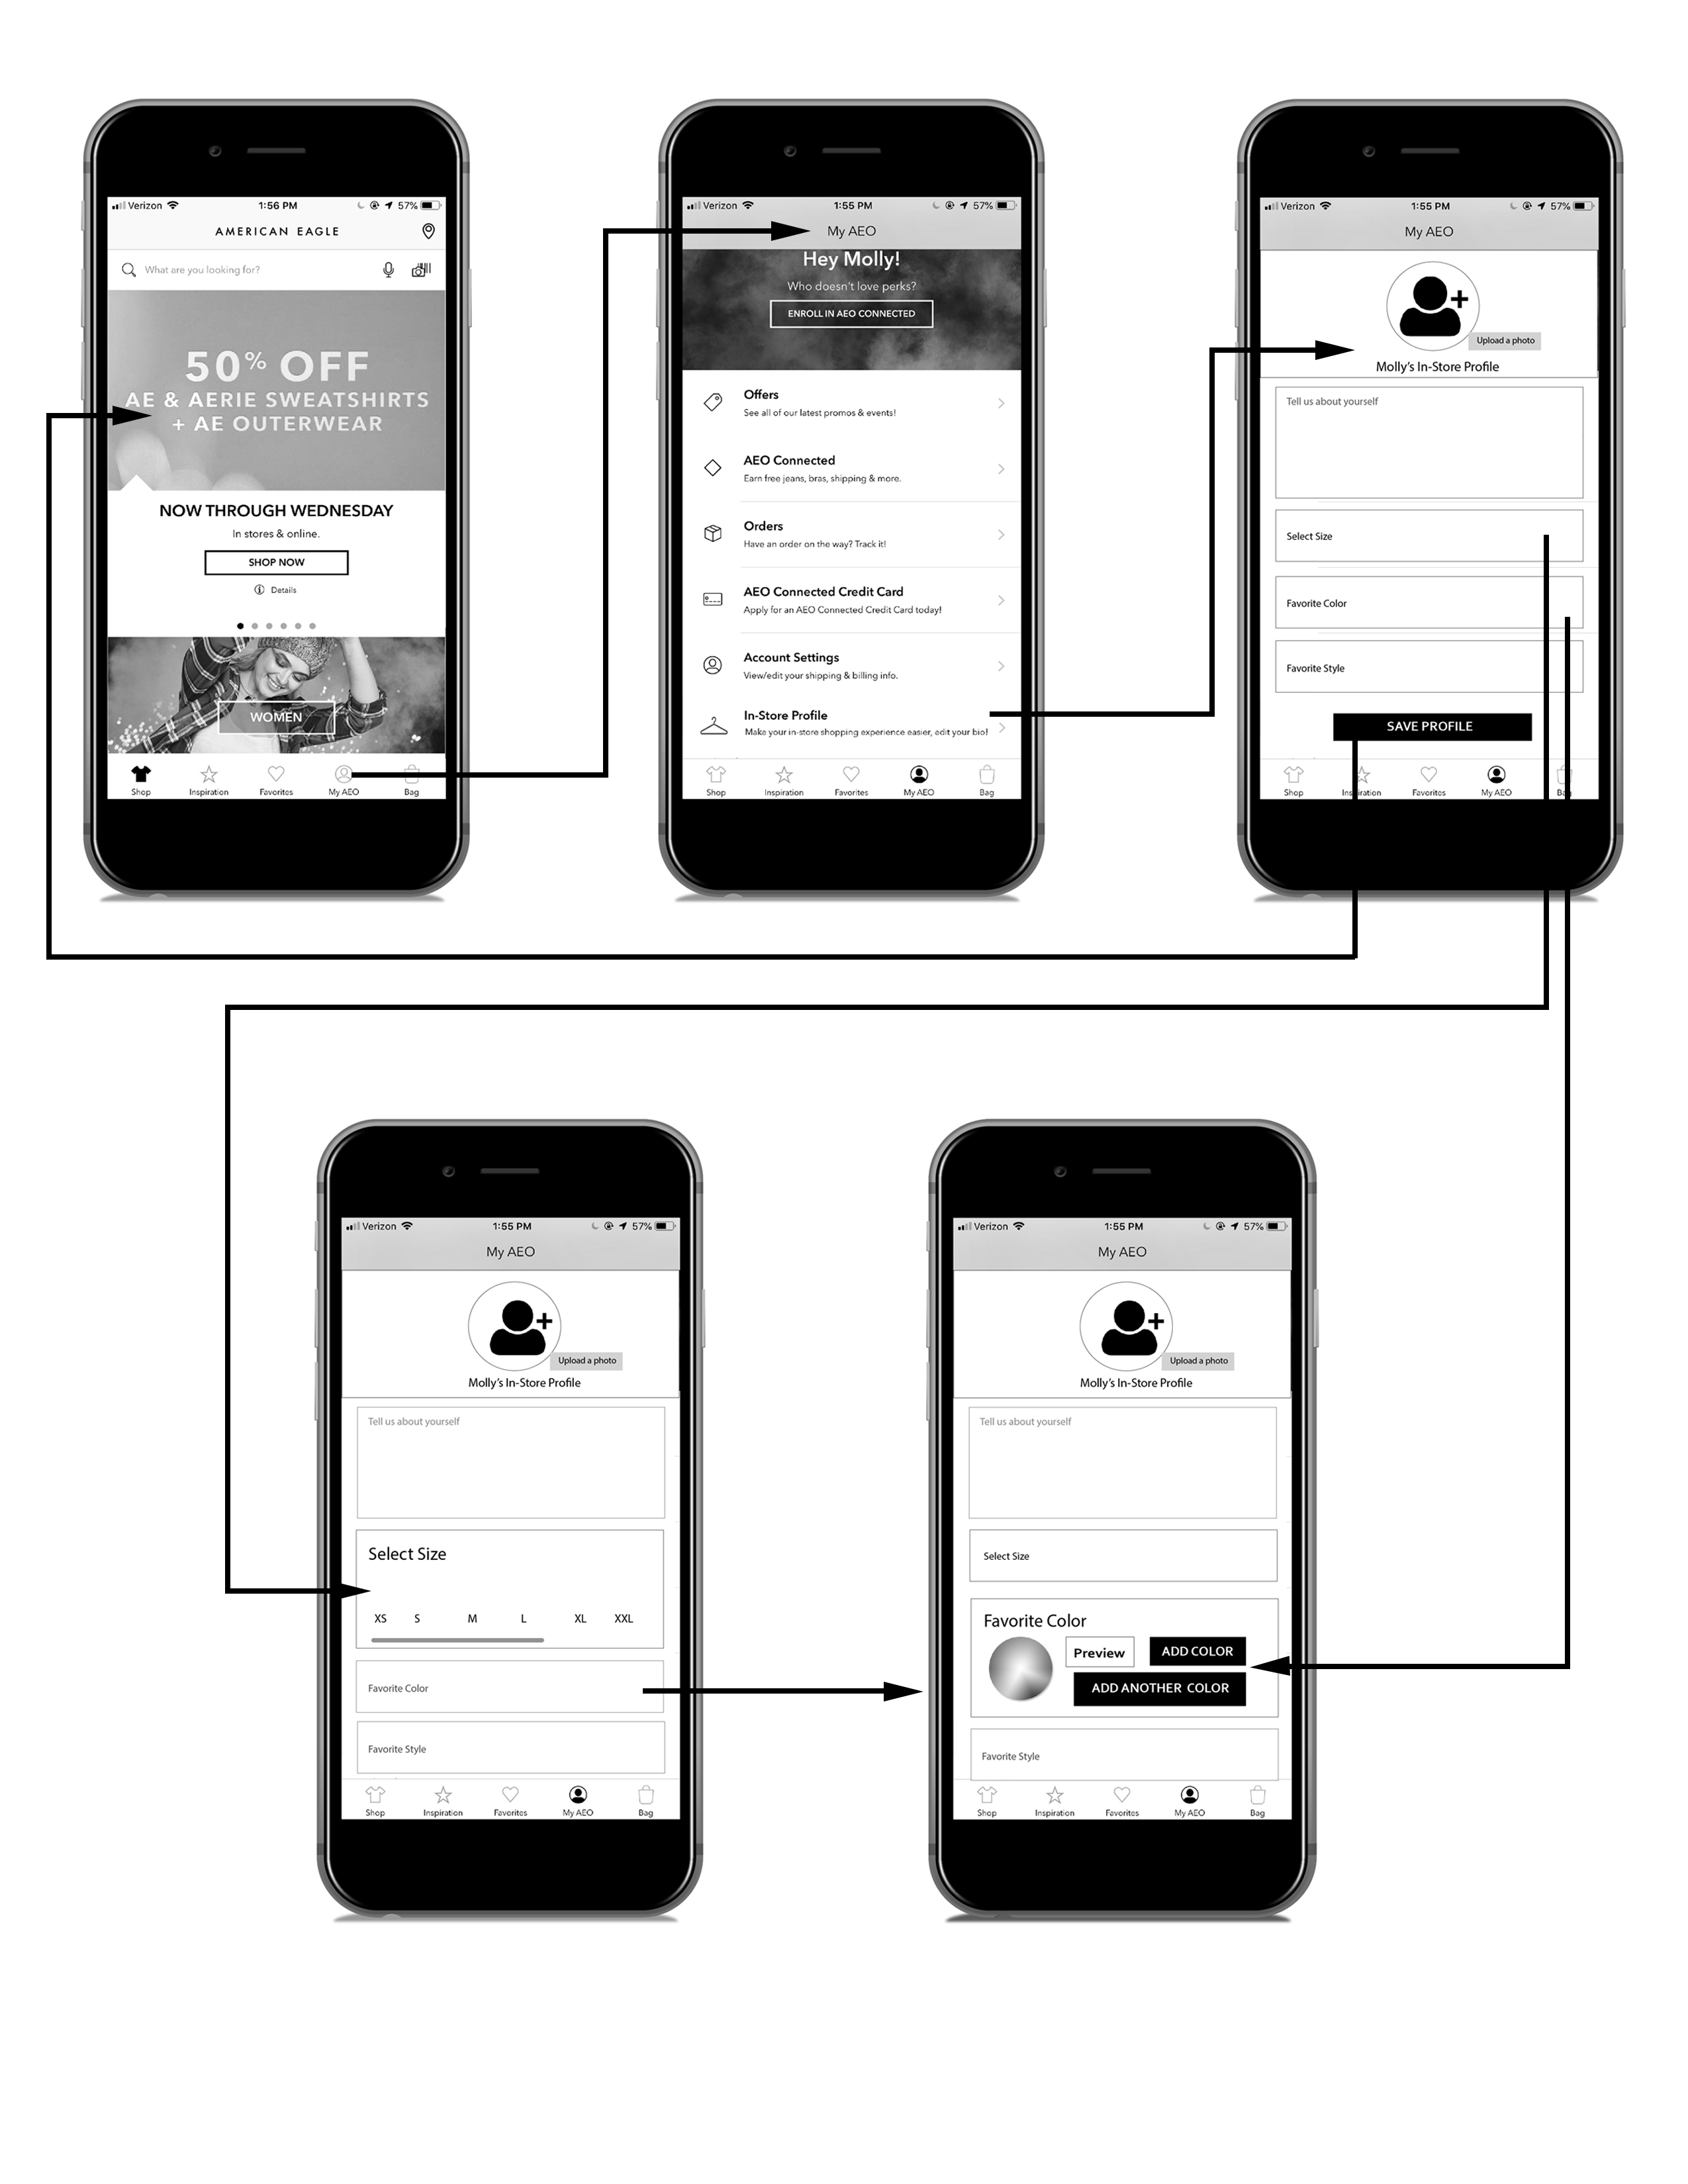 Verizon 1:56 PM 57%
AMERICAN EAGLE
What are you looking for?
50% OFF
AE & AERIE SWEATSHIRTS
+ AE OUTERWEAR
NOW THROUGH WEDNESDAY
In stores & online.
SHOP NOW
Details
WOMEN
Shop Inspiration Favorites My AEO Bag
Verizon 1:55 PM 57%
My AEO
Hey Molly!
Who doesn't love perks?
ENROLL IN AEO CONNECTED
Offers
See all of our latest promos & events!
AEO Connected
Earn free jeans, bras, shipping & more.
Orders
Have an order on the way? Track it!
AEO Connected Credit Card
Apply for an AEO Connected Credit Card today!
Account Settings
View/edit your shipping & billing info.
In-Store Profile
Make your in-store shopping experience easier, edit your bio!
Shop Inspiration Favorites My AEO Bag
Verizon 1:55 PM 57%
My AEO
Upload a photo
Molly's In-Store Profile
Tell us about yourself
Select Size
Favorite Color
Favorite Style
SAVE PROFILE
Shop Inspiration Favorites My AEO Bag
Verizon 1:55 PM 57%
My AEO
Upload a photo
Molly's In-Store Profile
Tell us about yourself
Select Size
XS S M L XL XXL
Favorite Color
Favorite Style
Shop Inspiration Favorites My AEO Bag
Verizon 1:55 PM 57%
My AEO
Upload a photo
Molly's In-Store Profile
Tell us about yourself
Select Size
Favorite Color
Preview ADD COLOR
ADD ANOTHER COLOR
Favorite Style
Shop Inspiration Favorites My AEO Bag